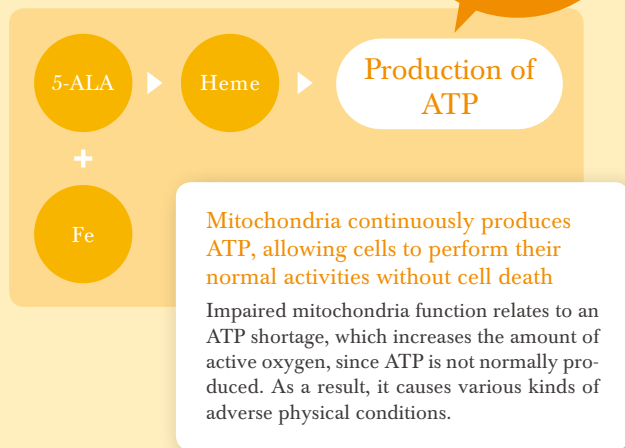 5-ALA
Heme
Production of
ATP
+
Fe
Mitochondria continuously produces
ATP, allowing cells to perform their
normal activities without cell death
Impaired mitochondria function relates to an
ATP shortage, which increases the amount of
active oxygen, since ATP is not normally pro-
duced. As a result, it causes various kinds of
adverse physical conditions.